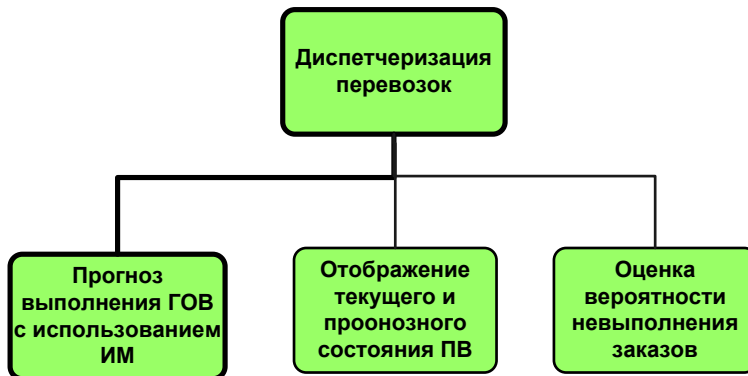 Диспетчеризация
перевозок
Прогноз
выполнения ГОВ
с использованием
ИМ
Отображение
текущего и
проонозного
состояния ПВ
Оценка
вероятности
невыполнения
заказов